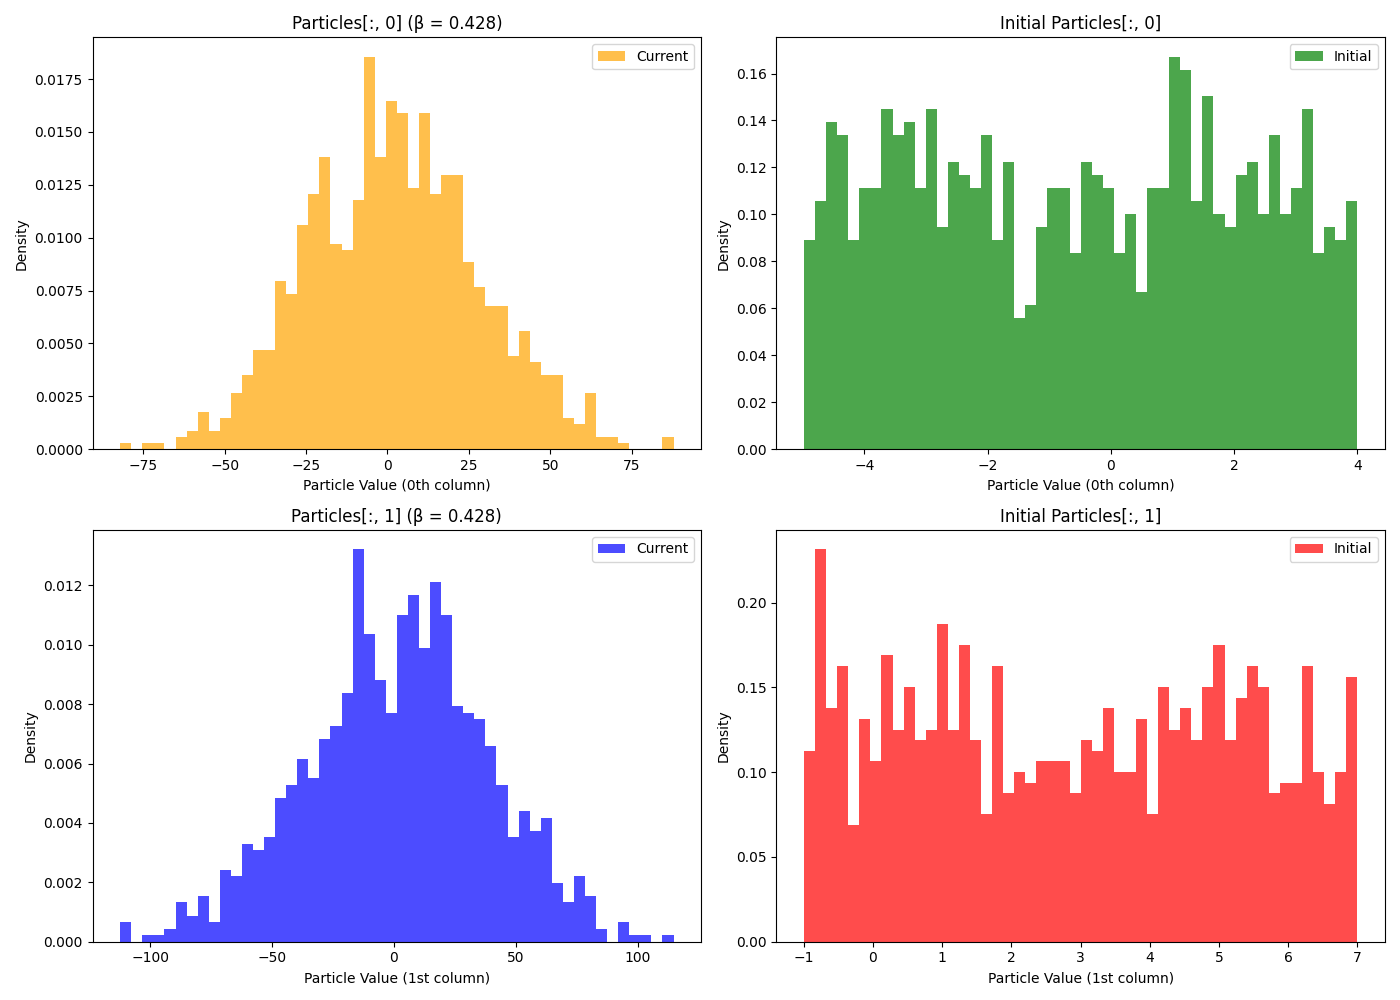 Particles[:, 0] (β = 0.428)
Current
0.0175
0.0150
0.0125
0.0100
0.0075
0.0050
0.0025
0.0000
Density
−75 −50 −25 0 25 50 75
Particle Value (0th column)
Initial Particles[:, 0]
Initial
0.16
0.14
0.12
0.10
0.08
0.06
0.04
0.02
0.00
Density
−4 −2 0 2 4
Particle Value (0th column)
Particles[:, 1] (β = 0.428)
Current
0.012
0.010
0.008
0.006
0.004
0.002
0.000
Density
−100 −50 0 50 100
Particle Value (1st column)
Initial Particles[:, 1]
Initial
0.20
0.15
0.10
0.05
0.00
Density
−1 0 1 2 3 4 5 6 7
Particle Value (1st column)